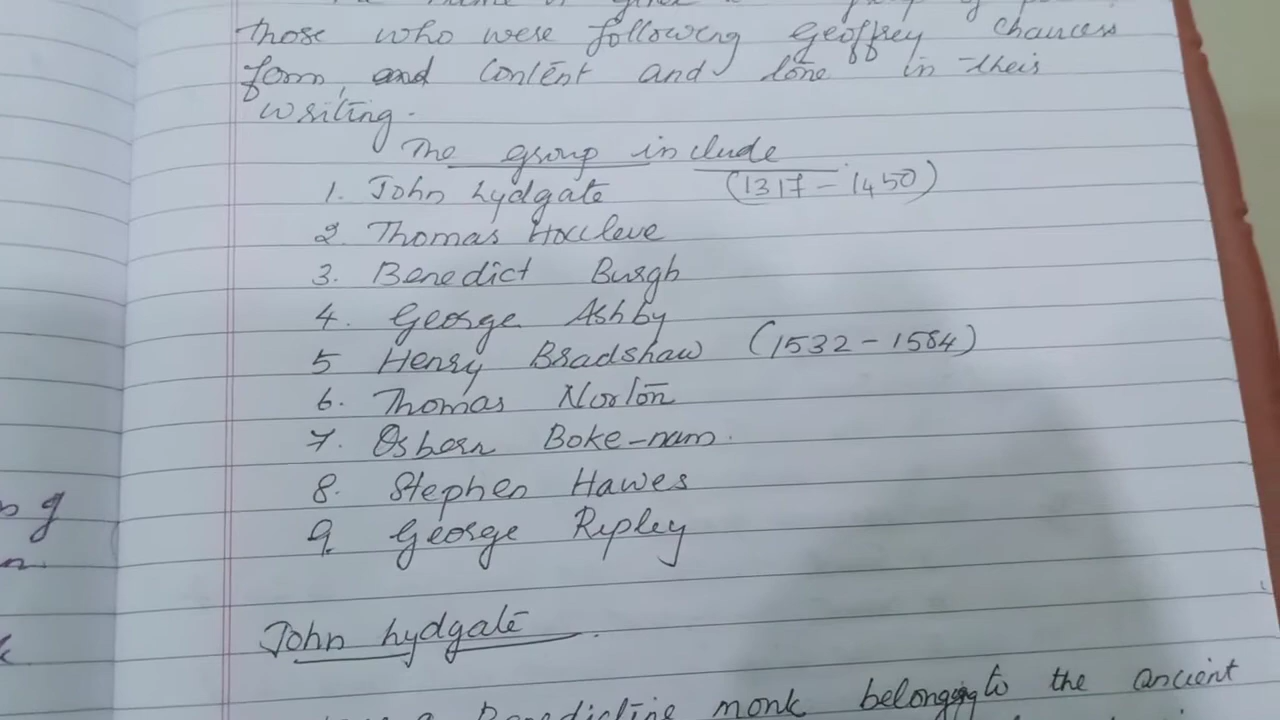 those who were following Geoffrey Chaucers
form, and content and tone in their
writing.
The group include
1. John Lydgate (1317 - 1450)
2. Thomas Hoccleve
3. Benedict Burgh
4. George Ashby
5 Henry Bradshaw (1532 - 1584)
6. Thomas Norton
7. Osbern Boke-nam.
8. Stephen Hawes
9. George Ripley
John Lydgate
a Benedictine monk belonging to the ancient